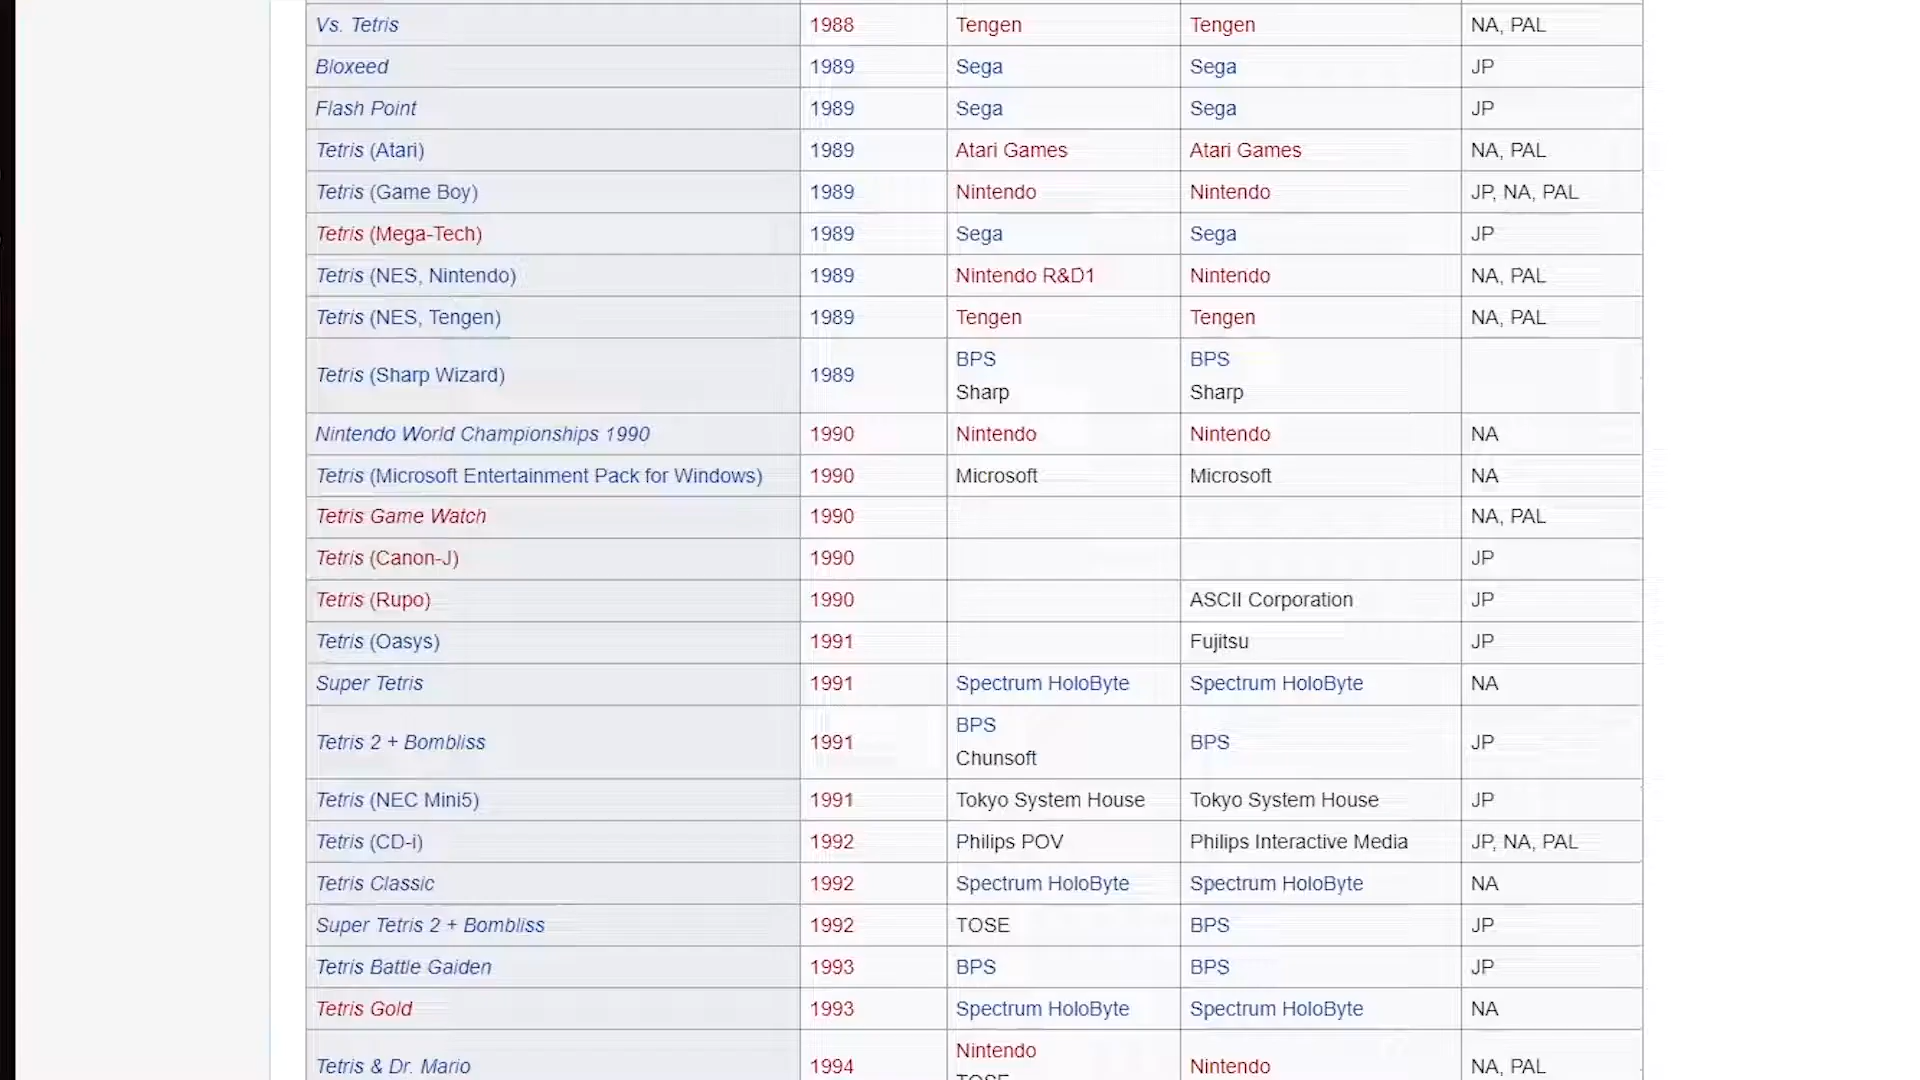 Vs. Tetris 1988 Tengen Tengen NA, PAL
Bloxeed 1989 Sega Sega JP
Flash Point 1989 Sega Sega JP
Tetris (Atari) 1989 Atari Games Atari Games NA, PAL
Tetris (Game Boy) 1989 Nintendo Nintendo JP, NA, PAL
Tetris (Mega-Tech) 1989 Sega Sega JP
Tetris (NES, Nintendo) 1989 Nintendo R&D1 Nintendo NA, PAL
Tetris (NES, Tengen) 1989 Tengen Tengen NA, PAL
Tetris (Sharp Wizard) 1989 BPS BPS
Sharp Sharp
Nintendo World Championships 1990 1990 Nintendo Nintendo NA
Tetris (Microsoft Entertainment Pack for Windows) 1990 Microsoft Microsoft NA
Tetris Game Watch 1990 NA, PAL
Tetris (Canon-J) 1990 JP
Tetris (Rupo) 1990 ASCII Corporation JP
Tetris (Oasys) 1991 Fujitsu JP
Super Tetris 1991 Spectrum HoloByte Spectrum HoloByte NA
Tetris 2 + Bombliss 1991 BPS BPS JP
Chunsoft
Tetris (NEC Mini5) 1991 Tokyo System House Tokyo System House JP
Tetris (CD-i) 1992 Philips POV Philips Interactive Media JP, NA, PAL
Tetris Classic 1992 Spectrum HoloByte Spectrum HoloByte NA
Super Tetris 2 + Bombliss 1992 TOSE BPS JP
Tetris Battle Gaiden 1993 BPS BPS JP
Tetris Gold 1993 Spectrum HoloByte Spectrum HoloByte NA
Tetris & Dr. Mario 1994 Nintendo Nintendo NA, PAL